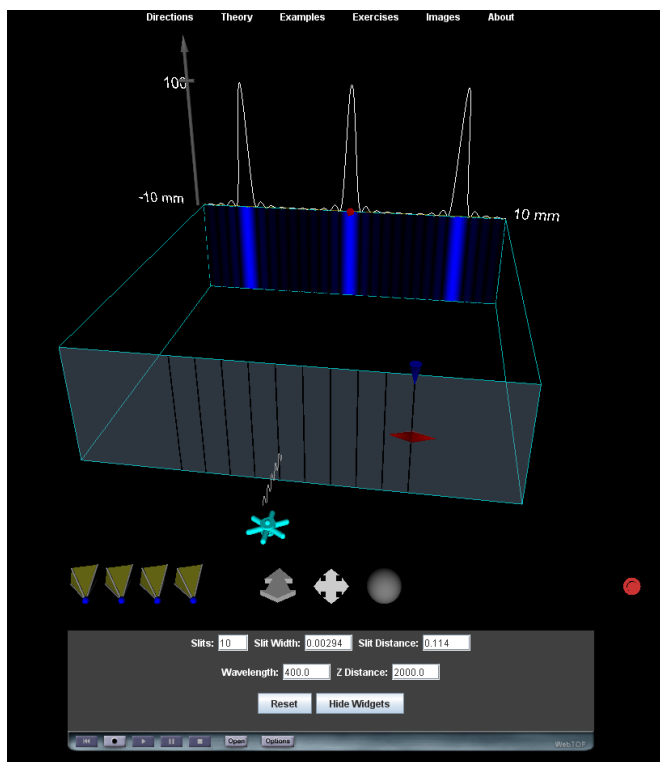 Directions Theory Examples Exercises Images About
100
-10 mm
10 mm
Slits: 10 Slit Width: 0.00294 Slit Distance: 0.114
Wavelength: 400.0 Z Distance: 2000.0
Reset Hide Widgets
Open Options WebTOP